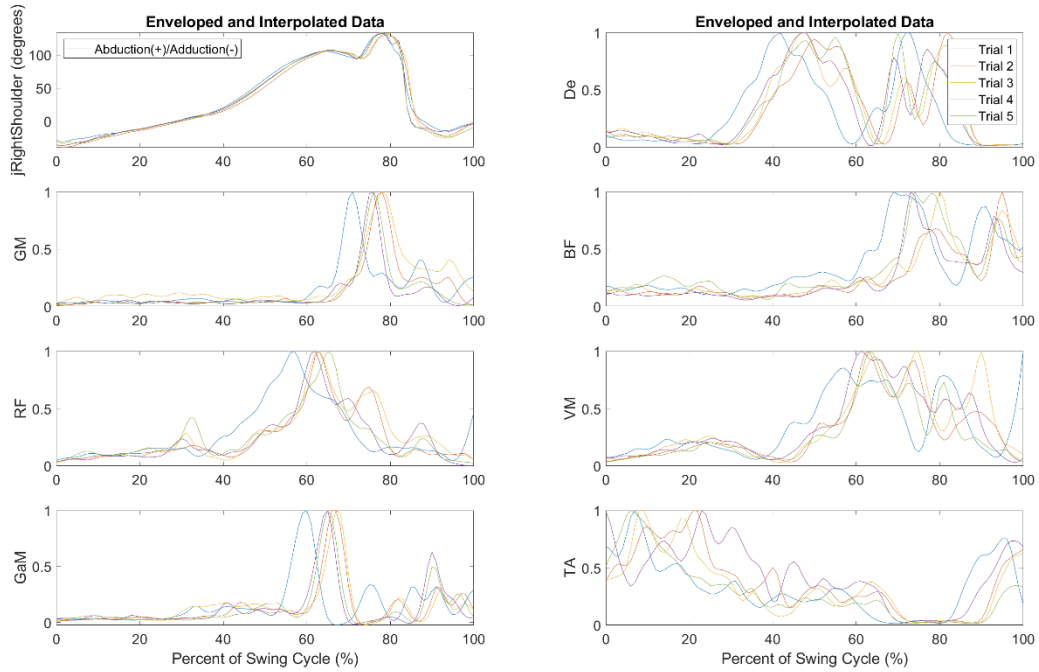 Enveloped and Interpolated Data
jRightShoulder (degrees)
100
50
0
Abduction(+)/Adduction(-)
0 20 40 60 80 100
GM
1
0.5
0
0 20 40 60 80 100
RF
1
0.5
0
0 20 40 60 80 100
GaM
1
0.5
0
0 20 40 60 80 100
Percent of Swing Cycle (%)
Enveloped and Interpolated Data
De
1
0.5
0
Trial 1
Trial 2
Trial 3
Trial 4
Trial 5
0 20 40 60 80 100
BF
1
0.5
0
0 20 40 60 80 100
VM
1
0.5
0
0 20 40 60 80 100
TA
1
0.5
0
0 20 40 60 80 100
Percent of Swing Cycle (%)